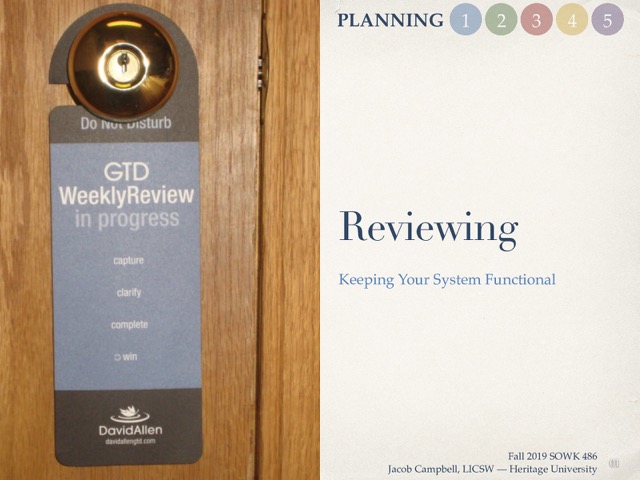 Do Not Disturb
GTD
WeeklyReview
in progress
capture
clarify
complete
□ win
DavidAllen
davidallengtd.com
PLANNING 1 2 3 4 5
Reviewing
Keeping Your System Functional
Fall 2019 SOWK 486
Jacob Campbell, LICSW — Heritage University